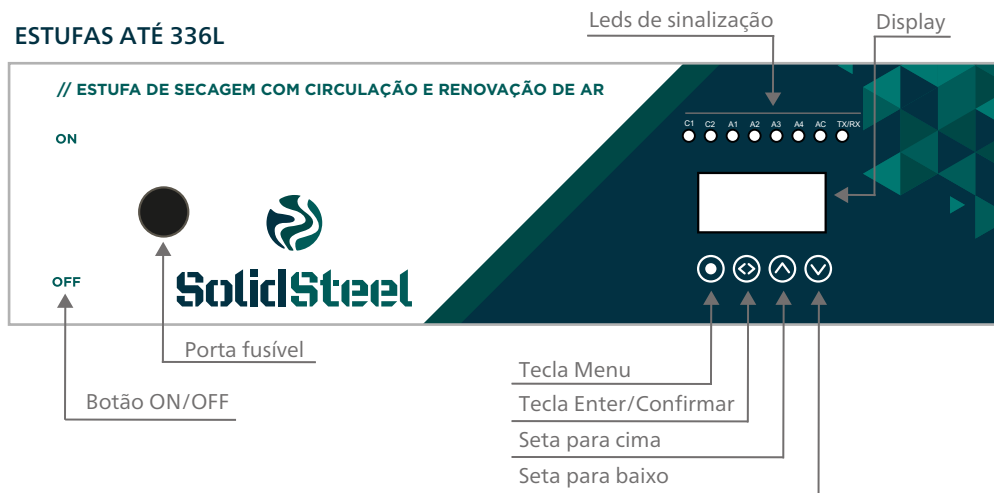 Leds de sinalização
Display
ESTUFAS ATÉ 336L
// ESTUFA DE SECAGEM COM CIRCULAÇÃO E RENOVAÇÃO DE AR
C1 C2 A1 A2 A3 A4 AC TX/RX
ON
OFF
SolidSteel
Porta fusível
Botão ON/OFF
Tecla Menu
Tecla Enter/Confirmar
Seta para cima
Seta para baixo